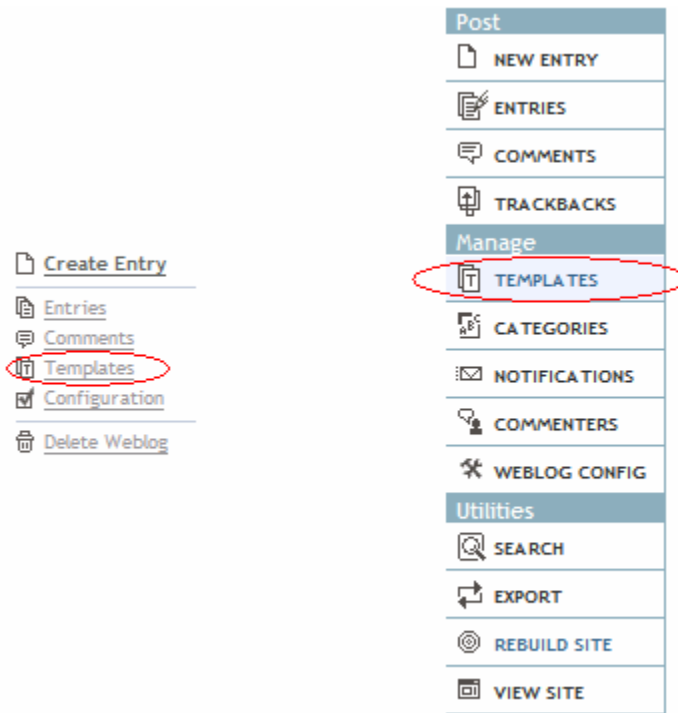 Create Entry
Entries
Comments
Templates
Configuration
Delete Weblog
Post
NEW ENTRY
ENTRIES
COMMENTS
TRACKBACKS
Manage
TEMPLATES
CATEGORIES
NOTIFICATIONS
COMMENTERS
WEBLOG CONFIG
Utilities
SEARCH
EXPORT
REBUILD SITE
VIEW SITE